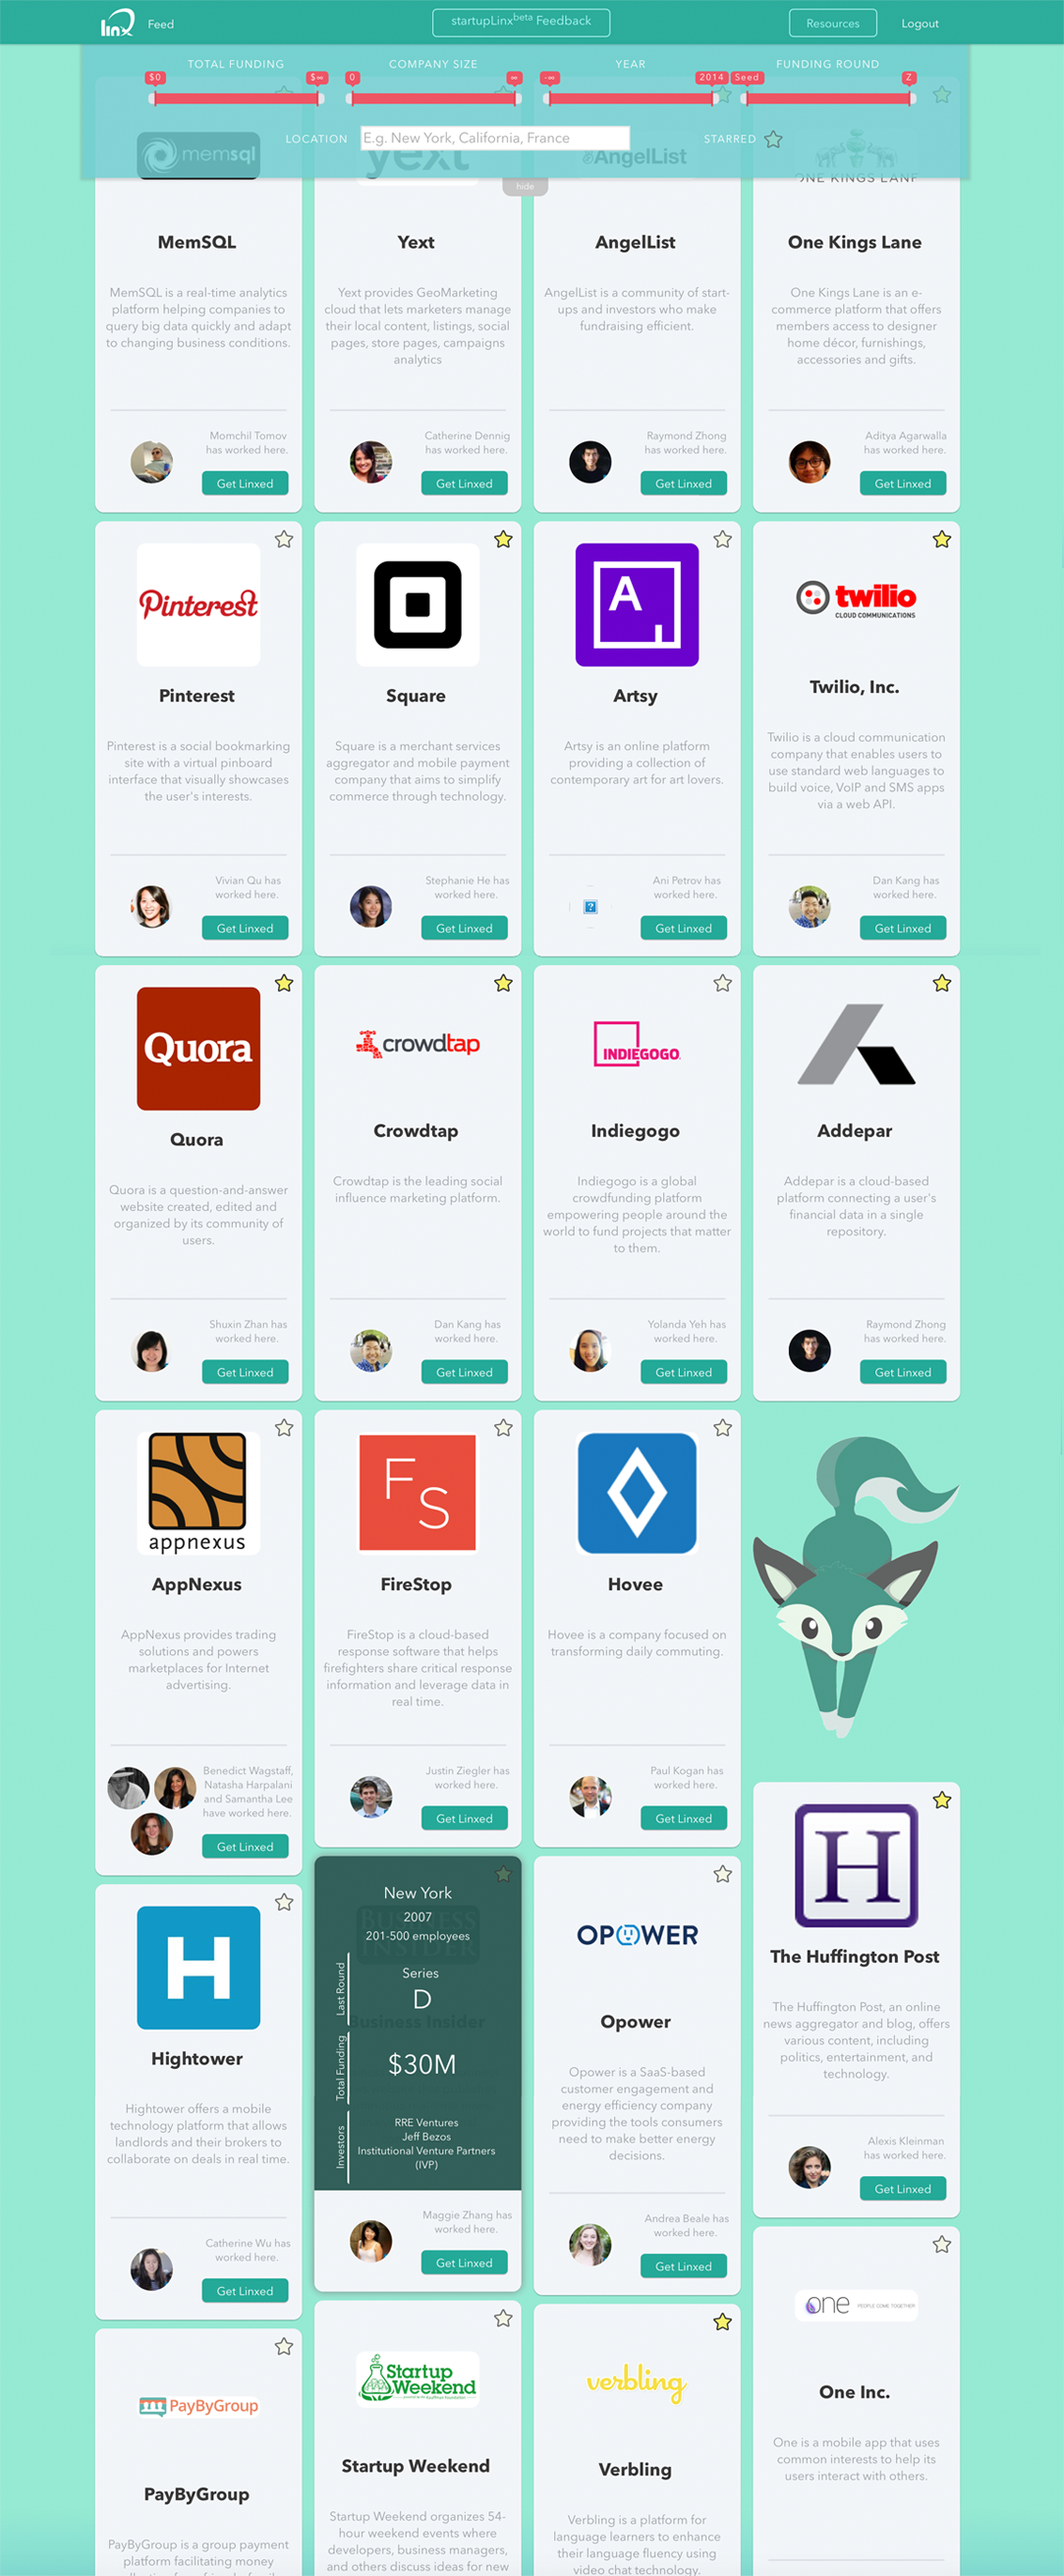 linx
Feed
startupLinxbeta Feedback
Resources
Logout
TOTAL FUNDING
COMPANY SIZE
YEAR
FUNDING ROUND
$0
$∞
0
∞
-∞
2014
Seed
Z
LOCATION
E.g. New York, California, France
STARRED
memsql
yext
AngelList
ONE KINGS LANE
hide
MemSQL
MemSQL is a real-time analytics
platform helping companies to
query big data quickly and adapt
to changing business conditions.
Momchil Tomov
has worked here.
Get Linxed
Yext
Yext provides GeoMarketing
cloud that lets marketers manage
their local content, listings, social
pages, store pages, campaigns
analytics
Catherine Dennig
has worked here.
Get Linxed
AngelList
AngelList is a community of start-
ups and investors who make
fundraising efficient.
Raymond Zhong
has worked here.
Get Linxed
One Kings Lane
One Kings Lane is an e-
commerce platform that offers
members access to designer
home décor, furnishings,
accessories and gifts.
Aditya Agarwalla
has worked here.
Get Linxed
Pinterest
Pinterest
Pinterest is a social bookmarking
site with a virtual pinboard
interface that visually showcases
the user's interests.
Vivian Qu has
worked here.
Get Linxed
Square
Square is a merchant services
aggregator and mobile payment
company that aims to simplify
commerce through technology.
Stephanie He has
worked here.
Get Linxed
A
Artsy
Artsy is an online platform
providing a collection of
contemporary art for art lovers.
?
Ani Petrov has
worked here.
Get Linxed
twilio
CLOUD COMMUNICATIONS
Twilio, Inc.
Twilio is a cloud communication
company that enables users to
use standard web languages to
build voice, VoIP and SMS apps
via a web API.
Dan Kang has
worked here.
Get Linxed
Quora
Quora
Quora is a question-and-answer
website created, edited and
organized by its community of
users.
Shuxin Zhan has
worked here.
Get Linxed
crowdtap
Crowdtap
Crowdtap is the leading social
influence marketing platform.
Dan Kang has
worked here.
Get Linxed
INDIEGOGO
Indiegogo
Indiegogo is a global
crowdfunding platform
empowering people around the
world to fund projects that matter
to them.
Yolanda Yeh has
worked here.
Get Linxed
Addepar
Addepar is a cloud-based
platform connecting a user's
financial data in a single
repository.
Raymond Zhong
has worked here.
Get Linxed
appnexus
AppNexus
AppNexus provides trading
solutions and powers
marketplaces for Internet
advertising.
Benedict Wagstaff,
Natasha Harpalani
and Samantha Lee
have worked here.
Get Linxed
FS
FireStop
FireStop is a cloud-based
response software that helps
firefighters share critical response
information and leverage data in
real time.
Justin Ziegler has
worked here.
Get Linxed
Hovee
Hovee is a company focused on
transforming daily commuting.
Paul Kogan has
worked here.
Get Linxed
H
The Huffington Post
The Huffington Post, an online
news aggregator and blog, offers
various content, including
politics, entertainment, and
technology.
Alexis Kleinman
has worked here.
Get Linxed
H
Hightower
Hightower offers a mobile
technology platform that allows
landlords and their brokers to
collaborate on deals in real time.
Catherine Wu has
worked here.
Get Linxed
New York
2007
BUSINESS
INSIDER
201-500 employees
Last Round
Series
D
Business Insider
Total Funding
$30M
Investors
RRE Ventures
Jeff Bezos
Institutional Venture Partners
(IVP)
Maggie Zhang has
worked here.
Get Linxed
OPOWER
Opower
Opower is a SaaS-based
customer engagement and
energy efficiency company
providing the tools consumers
need to make better energy
decisions.
Andrea Beale has
worked here.
Get Linxed
one
PEOPLE COME TOGETHER
One Inc.
One is a mobile app that uses
common interests to help its
users interact with others.
PayByGroup
PayByGroup
PayByGroup is a group payment
platform facilitating money
Startup
Weekend
Startup Weekend
Startup Weekend organizes 54-
hour weekend events where
developers, business managers,
and others discuss ideas for new
verbling
Verbling
Verbling is a platform for
language learners to enhance
their language fluency using
video chat technology.